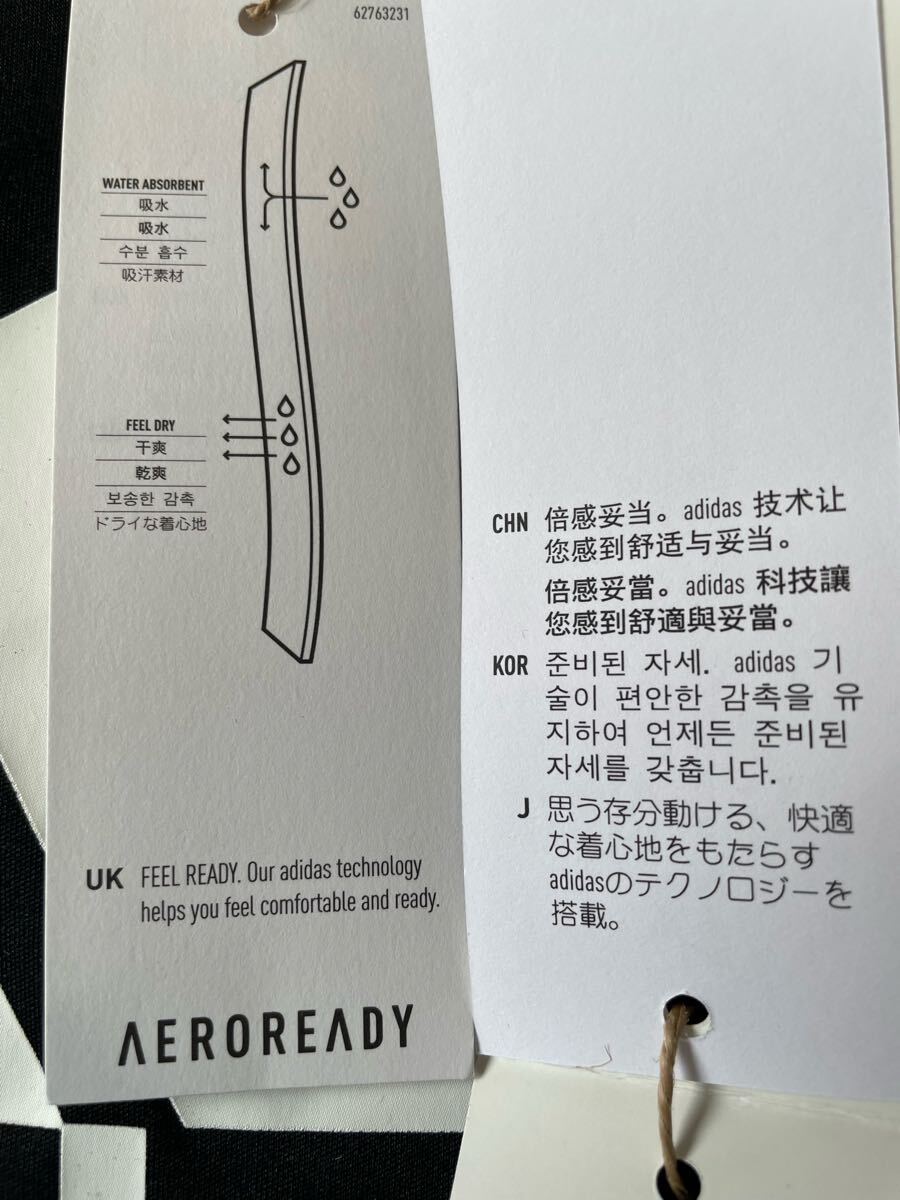 62763231
WATER ABSORBENT
吸水
吸水
수분 흡수
吸汗素材
FEEL DRY
干爽
乾爽
보송한 감촉
ドライな着心地
UK FEEL READY. Our adidas technology
helps you feel comfortable and ready.
AEROREADY
CHN 倍感妥当。adidas 技术让
您感到舒适与妥当。
倍感妥當。adidas 科技讓
您感到舒適與妥當。
KOR 준비된 자세. adidas 기
술이 편안한 감촉을 유
지하여 언제든 준비된
자세를 갖춥니다.
J 思う存分動ける、快適
な着心地をもたらす
adidasのテクノロジーを
搭載。